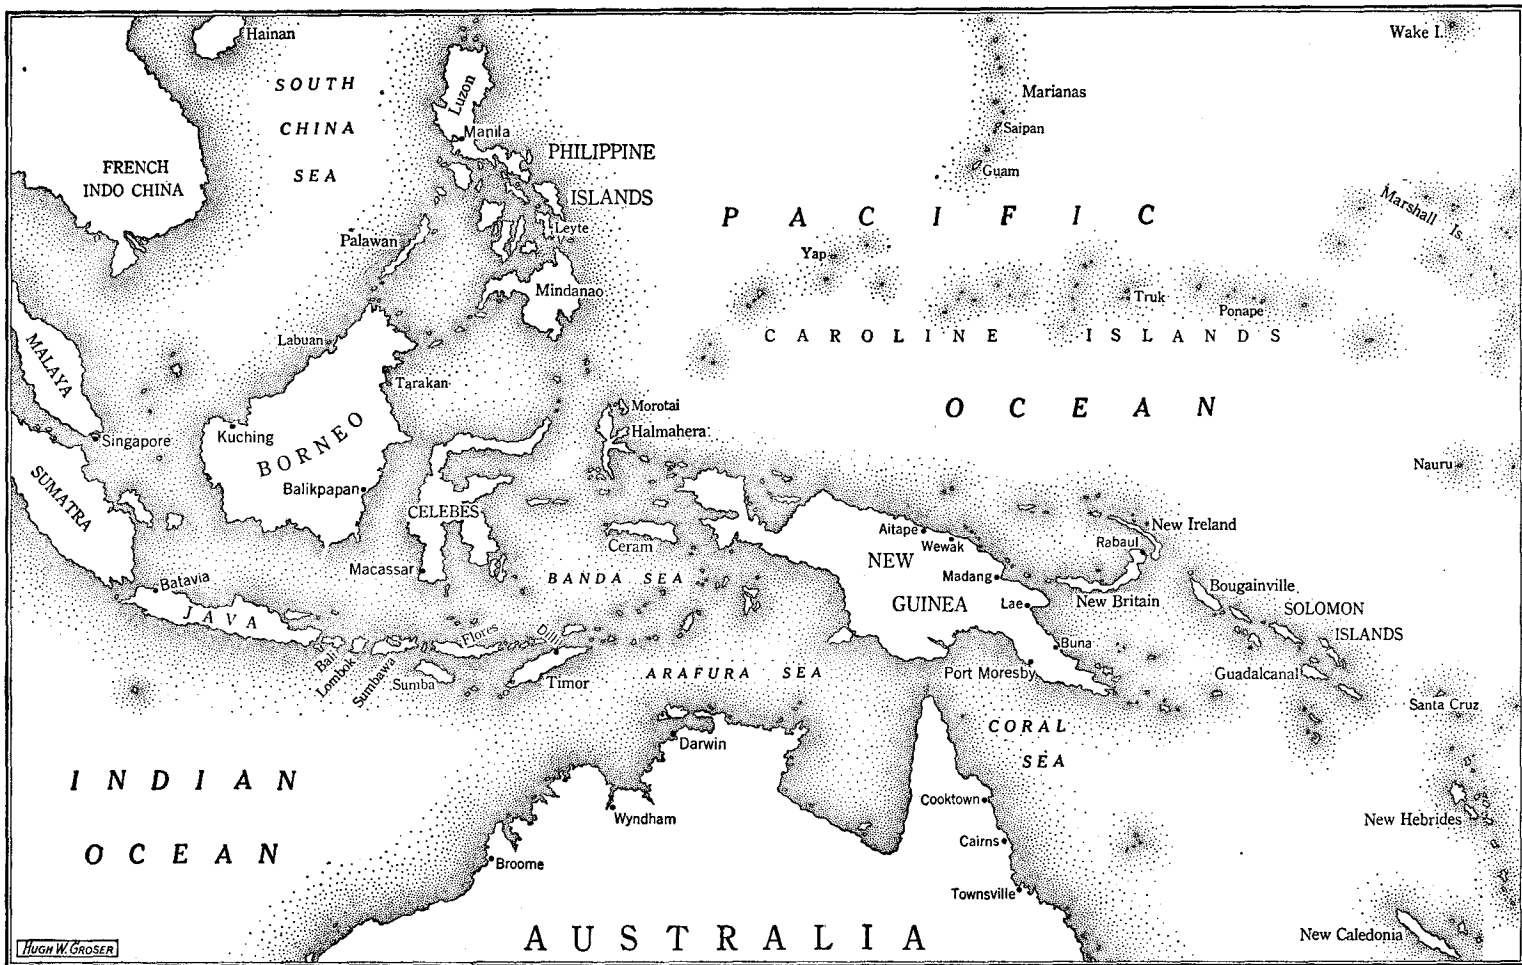 Hainan
Wake I.
SOUTH
CHINA
SEA
Luzon
Manila
Marianas
Saipan
Guam
PHILIPPINE
ISLANDS
FRENCH
INDO CHINA
Leyte
Palawan
Mindanao
PACIFIC
Marshall Is.
Yap
Truk
Ponape
CAROLINE ISLANDS
Labuan
MALAYA
Tarakan
OCEAN
Morotai
Halmahera
Singapore
Kuching
BORNEO
Nauru
SUMATRA
Balikpapan
CELEBES
Ceram
Aitape
Wewak
New Ireland
Rabaul
Macassar
BANDA SEA
NEW
GUINEA
Madang
Lae
New Britain
Bougainville
SOLOMON
ISLANDS
Batavia
JAVA
Bali
Lombok
Sumbawa
Flores
Dilli
Sumba
Timor
ARAFURA SEA
Buna
Port Moresby
Guadalcanal
Santa Cruz
CORAL
SEA
Darwin
INDIAN
OCEAN
Wyndham
Broome
Cooktown
Cairns
Townsville
New Hebrides
New Caledonia
AUSTRALIA
HUGH W. GROSER